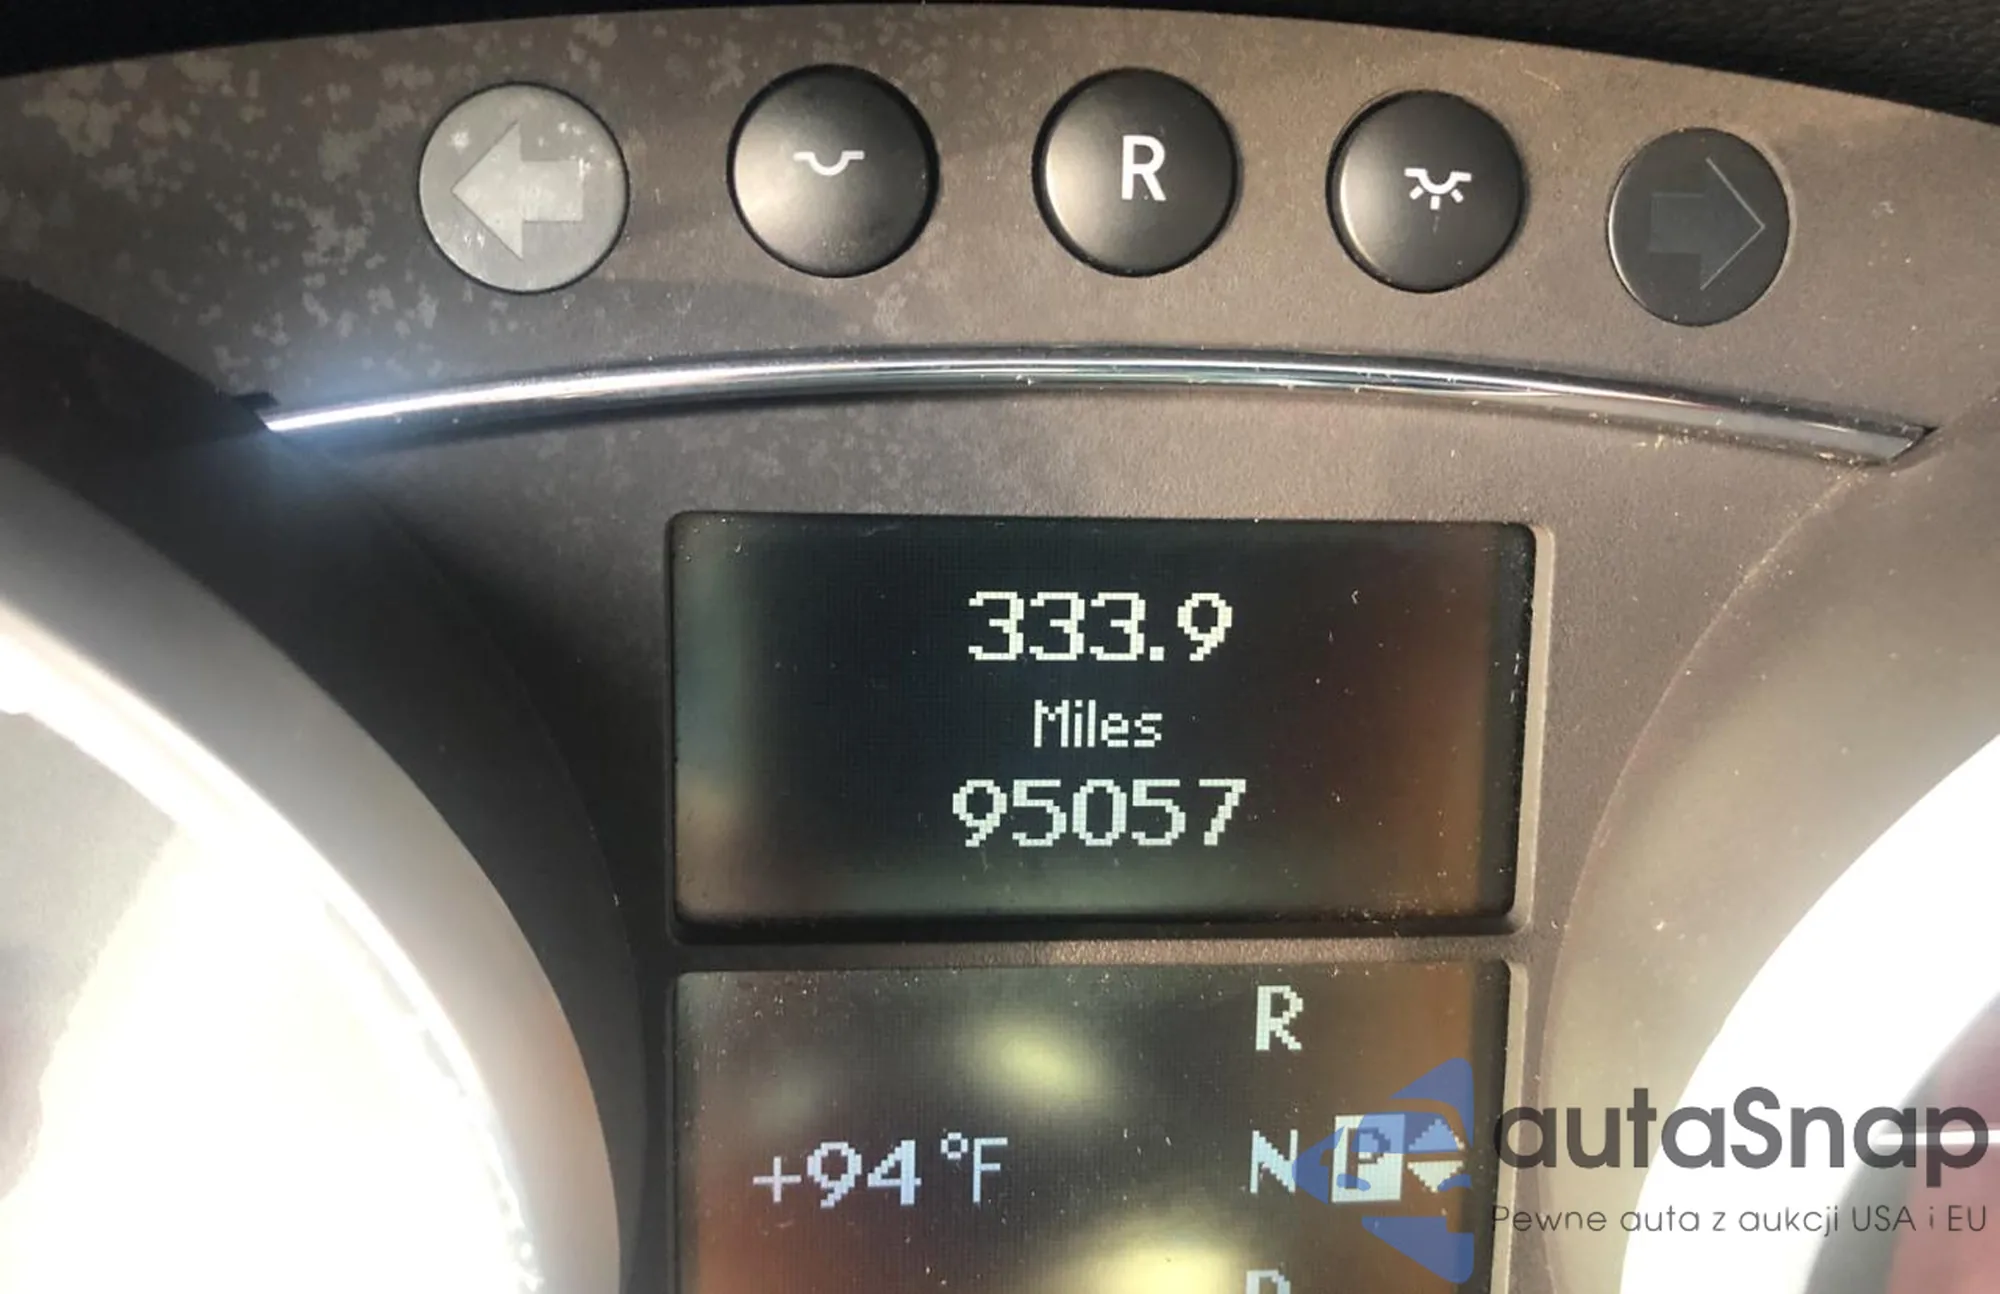 R
333.9
Miles
95057
R
+94 °F
N P
autaSnap
Pewne auta z aukcji USA i EU